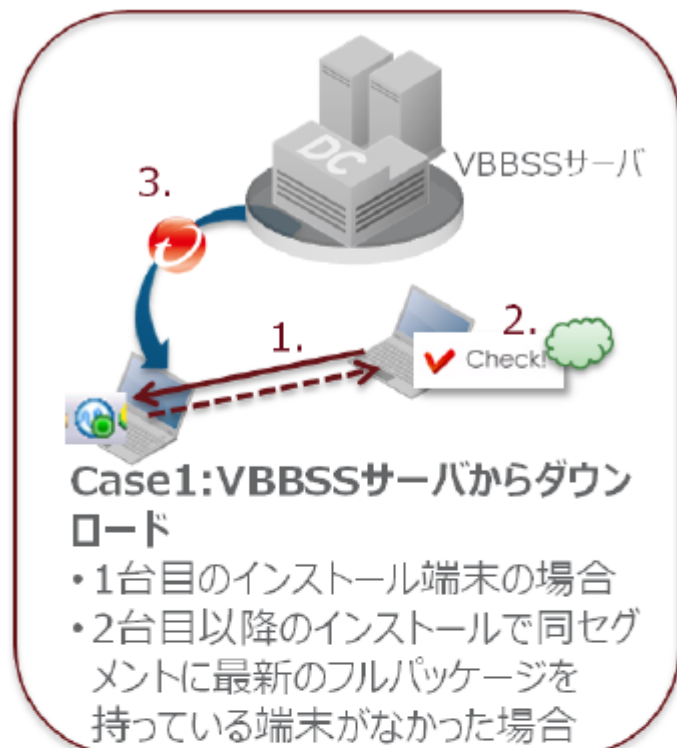 DC
VBBSSサーバ
3.
1.
2.
Check!
Case1:VBBSSサーバからダウン
ロード
・1台目のインストール端末の場合
・2台目以降のインストールで同セグ
メントに最新のフルパッケージを
持っている端末がなかった場合